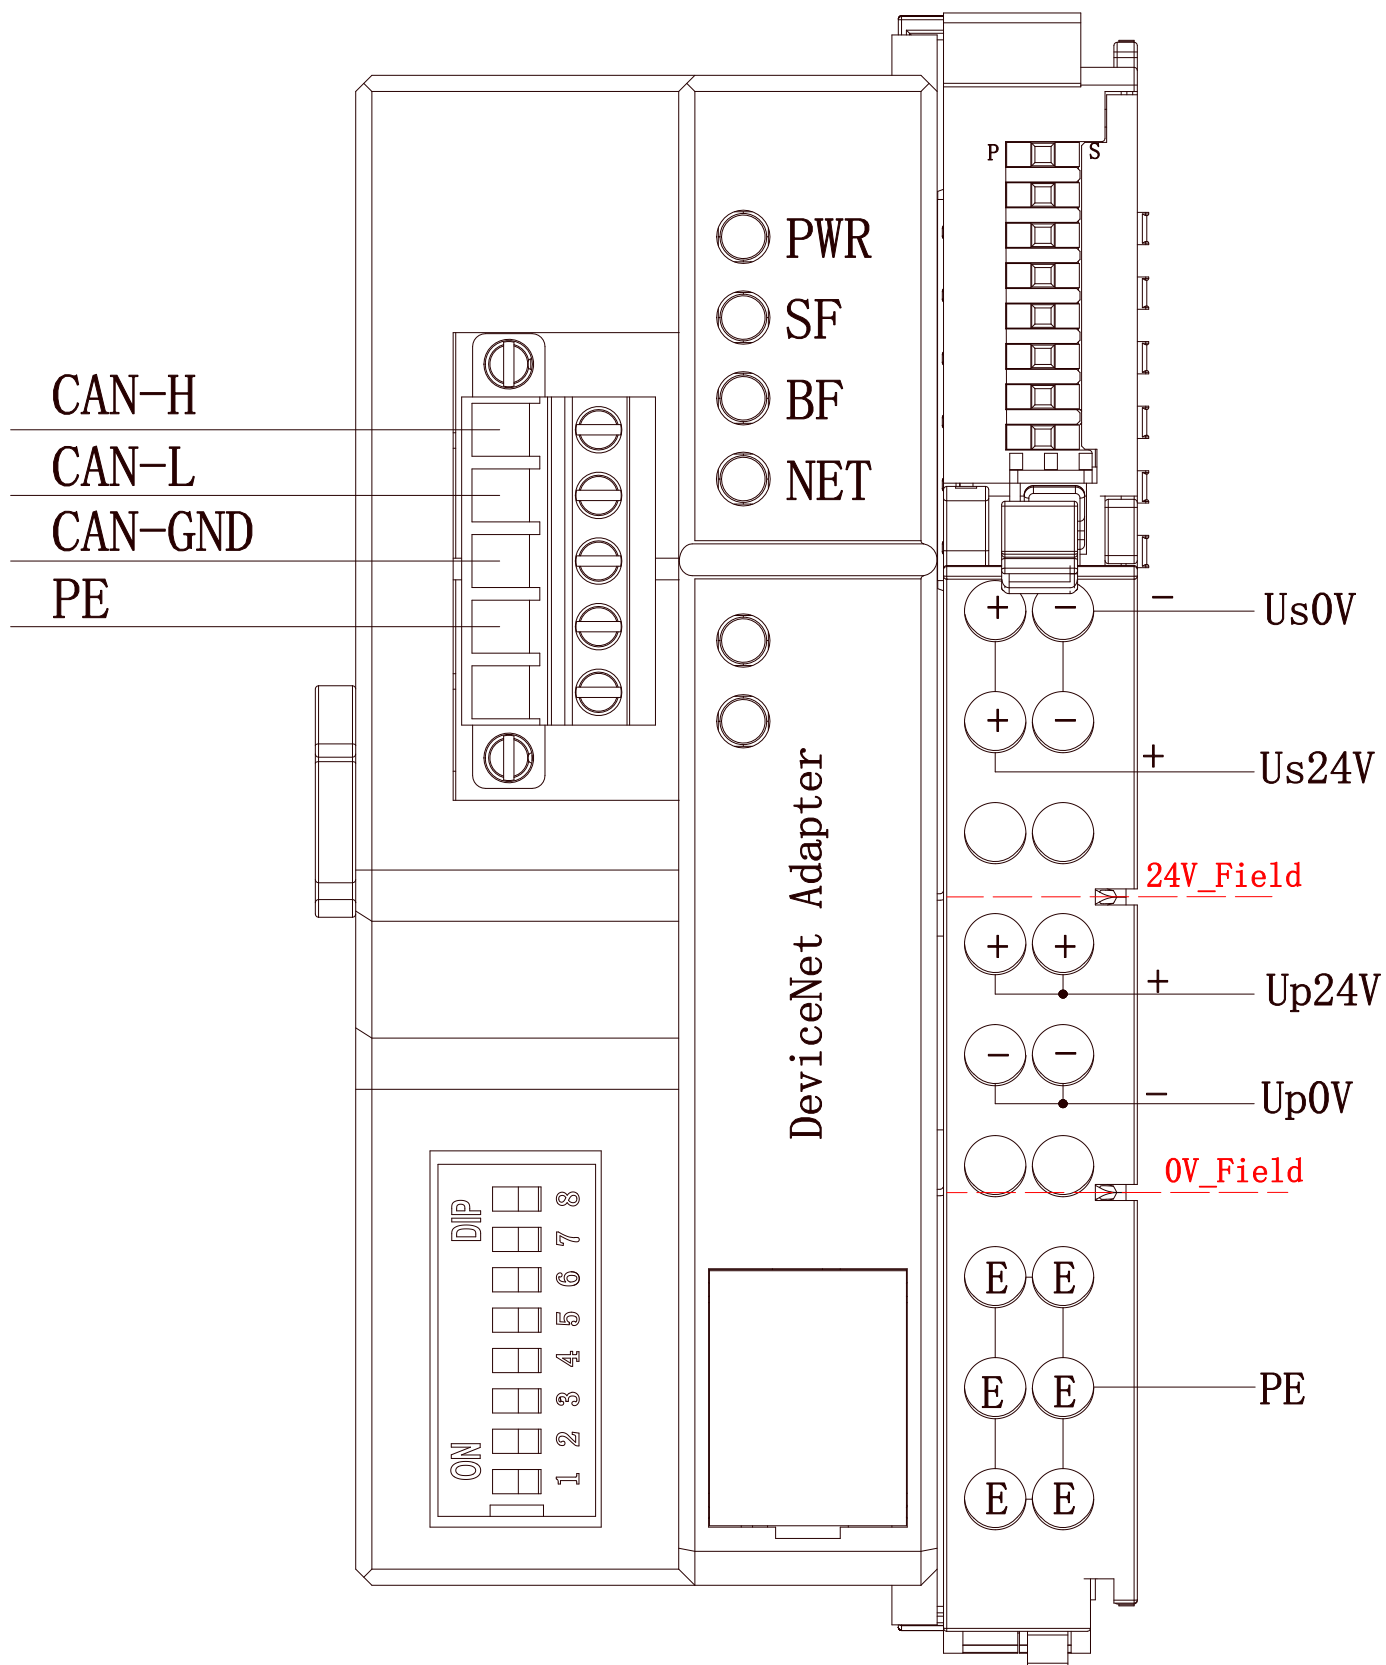 P
S
PWR
SF
BF
NET
CAN-H
CAN-L
CAN-GND
PE
+ − − Us0V
+ −
+ Us24V
24V_Field
+ +
+ Up24V
− −
− Up0V
0V_Field
DeviceNet Adapter
DIP
ON
8
7
6
5
4
3
2
1
E E
E E PE
E E